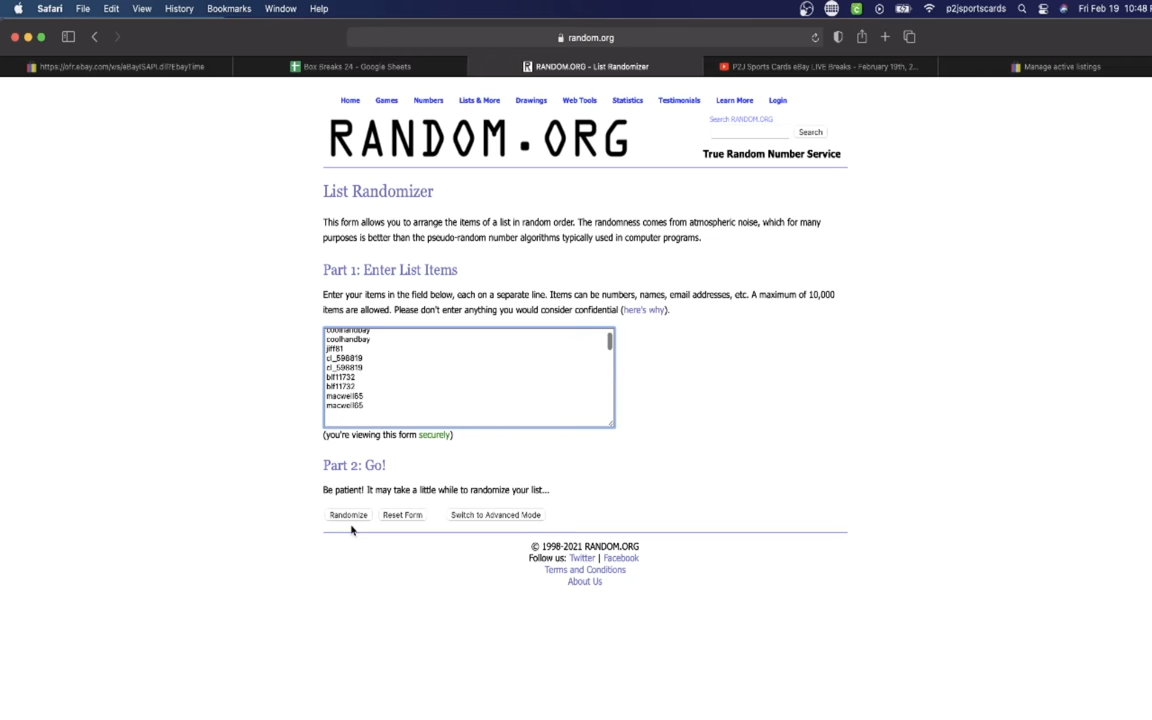 Safari File Edit View History Bookmarks Window Help p2jsportscards Fri Feb 19 10:48
random.org
https://ofr.ebay.com/ws/eBayISAPI.dll?EbayTime Box Breaks 24 - Google Sheets RANDOM.ORG - List Randomizer P2J Sports Cards eBay LIVE Breaks - February 19th, 2... Manage active listings
Home Games Numbers Lists & More Drawings Web Tools Statistics Testimonials Learn More Login
Search RANDOM.ORG
Search
RANDOM.ORG
True Random Number Service
List Randomizer
This form allows you to arrange the items of a list in random order. The randomness comes from atmospheric noise, which for many
purposes is better than the pseudo-random number algorithms typically used in computer programs.
Part 1: Enter List Items
Enter your items in the field below, each on a separate line. Items can be numbers, names, email addresses, etc. A maximum of 10,000
items are allowed. Please don't enter anything you would consider confidential (here's why).
coolhandbay
coolhandbay
jiff81
cl_598819
cl_598819
blf11732
blf11732
macwell65
macwell65
(you're viewing this form securely)
Part 2: Go!
Be patient! It may take a little while to randomize your list...
Randomize Reset Form Switch to Advanced Mode
© 1998-2021 RANDOM.ORG
Follow us: Twitter | Facebook
Terms and Conditions
About Us